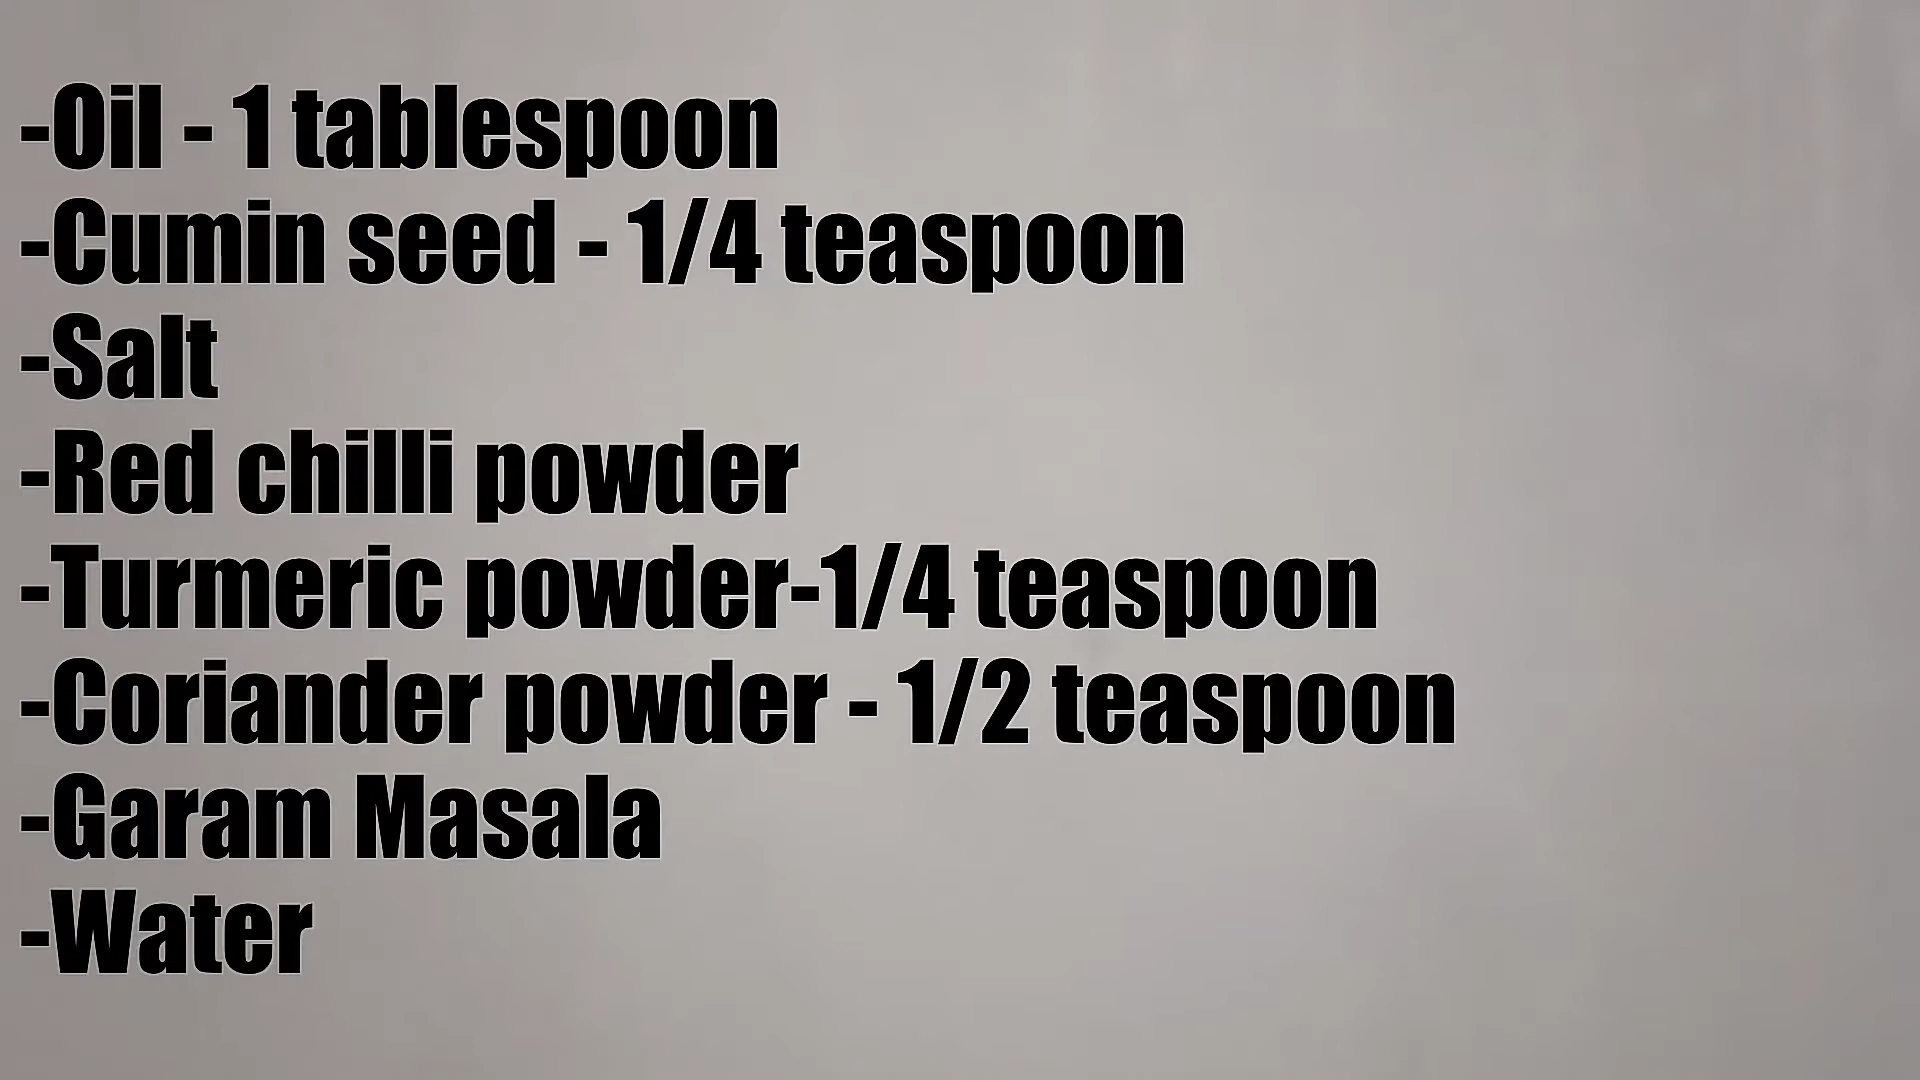 -Oil - 1 tablespoon
-Cumin seed - 1/4 teaspoon
-Salt
-Red chilli powder
-Turmeric powder-1/4 teaspoon
-Coriander powder - 1/2 teaspoon
-Garam Masala
-Water